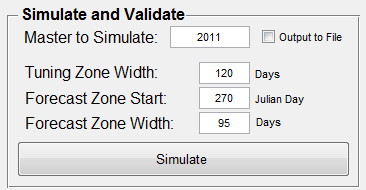 Simulate and Validate
Master to Simulate: 2011 Output to File
Tuning Zone Width: 120 Days
Forecast Zone Start: 270 Julian Day
Forecast Zone Width: 95 Days
Simulate